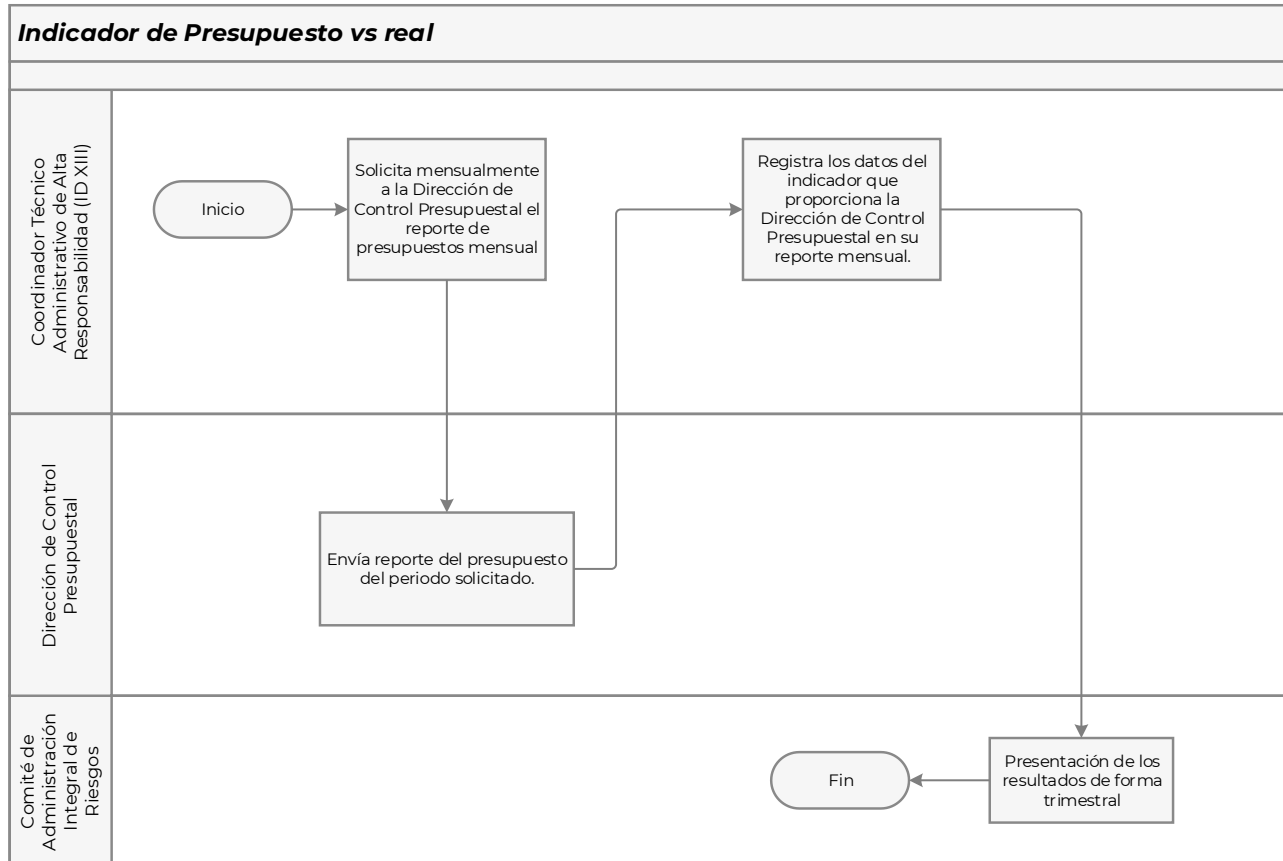 Indicador de Presupuesto vs real
Coordinador Técnico
Administrativo de Alta
Responsabilidad (ID XIII)
Inicio
Solicita mensualmente
a la Dirección de
Control Presupuestal el
reporte de
presupuestos mensual
Registra los datos del
indicador que
proporciona la
Dirección de Control
Presupuestal en su
reporte mensual.
Dirección de Control
Presupuestal
Envía reporte del presupuesto
del periodo solicitado.
Comité de
Administración
Integral de
Riesgos
Fin
Presentación de los
resultados de forma
trimestral